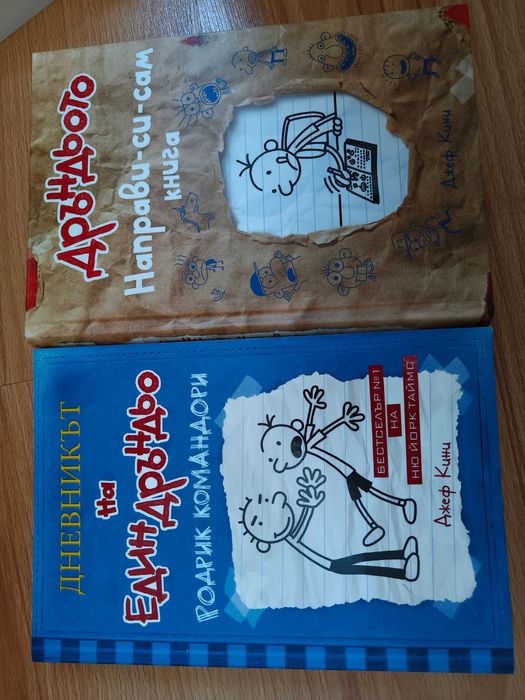 Дръндьото
Направи-си-сам
книга
Джеф Кини
ДНЕВНИКЪТ
на
Един Дръндьо
РОДРИК КОМАНДОРИ
БЕСТСЕЛЪР №1
НА
НЮ ЙОРК ТАЙМС
Джеф Кини